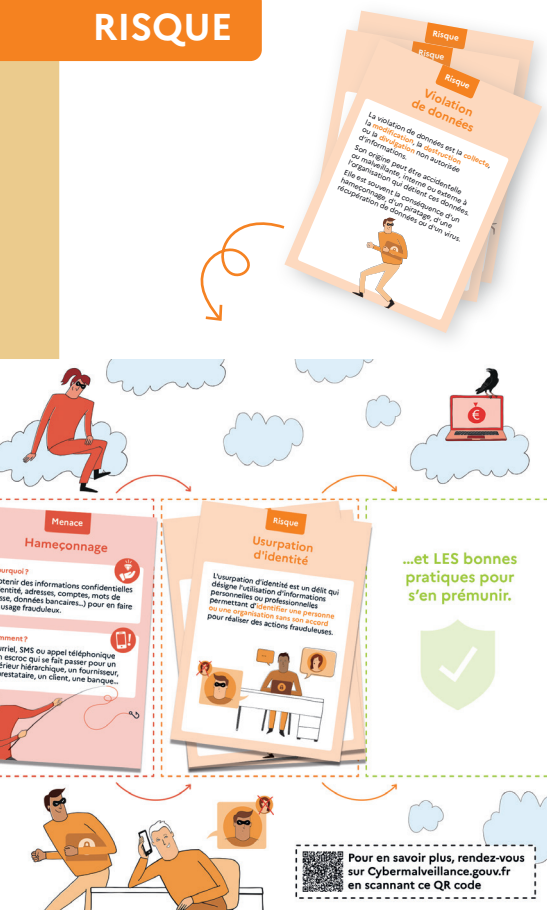 RISQUE
Risque
Risque
Risque
Violation
de données
La violation de données est la collecte,
la modification, la destruction
ou la divulgation non autorisée
d'informations.
Son origine peut être accidentelle
ou malveillante, interne ou externe à
l'organisation qui détient ces données.
Elle est souvent la conséquence d'un
hameçonnage, d'un piratage, d'une
récupération de données ou d'un virus.
€
Menace
Hameçonnage
urquoi ?
tenir des informations confidentielles
entité, adresses, comptes, mots de
sse, données bancaires...) pour en faire
usage frauduleux.
mment ?
urriel, SMS ou appel téléphonique
n escroc qui se fait passer pour un
érieur hiérarchique, un fournisseur,
prestataire, un client, une banque...
Risque
Usurpation
d'identité
L'usurpation d'identité est un délit qui
désigne l'utilisation d'informations
personnelles ou professionnelles
permettant d'identifier une personne
ou une organisation sans son accord
pour réaliser des actions frauduleuses.
...et LES bonnes
pratiques pour
s'en prémunir.
Pour en savoir plus, rendez-vous
sur Cybermalveillance.gouv.fr
en scannant ce QR code